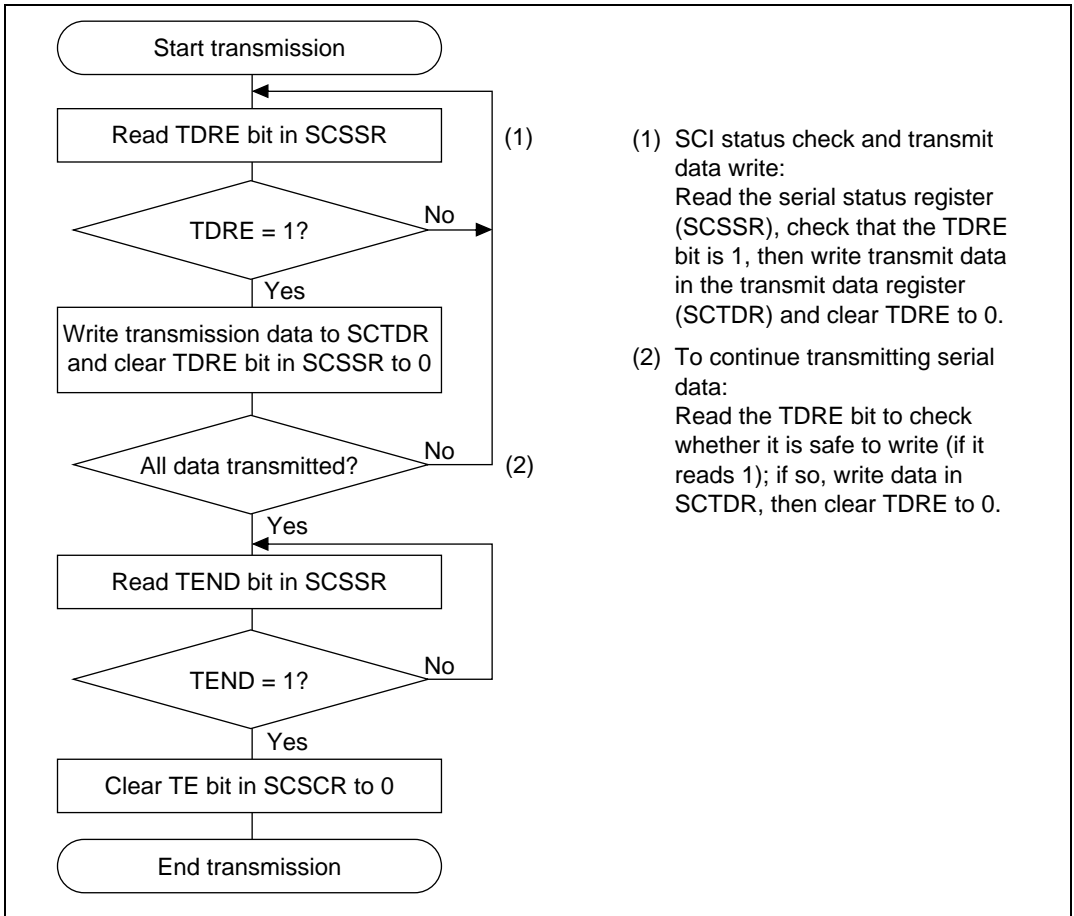 Start transmission
Read TDRE bit in SCSSR
(1)
TDRE = 1?
No
Yes
Write transmission data to SCTDR
and clear TDRE bit in SCSSR to 0
All data transmitted?
No
(2)
Yes
Read TEND bit in SCSSR
TEND = 1?
No
Yes
Clear TE bit in SCSCR to 0
End transmission
(1) SCI status check and transmit
data write:
Read the serial status register
(SCSSR), check that the TDRE
bit is 1, then write transmit data
in the transmit data register
(SCTDR) and clear TDRE to 0.
(2) To continue transmitting serial
data:
Read the TDRE bit to check
whether it is safe to write (if it
reads 1); if so, write data in
SCTDR, then clear TDRE to 0.